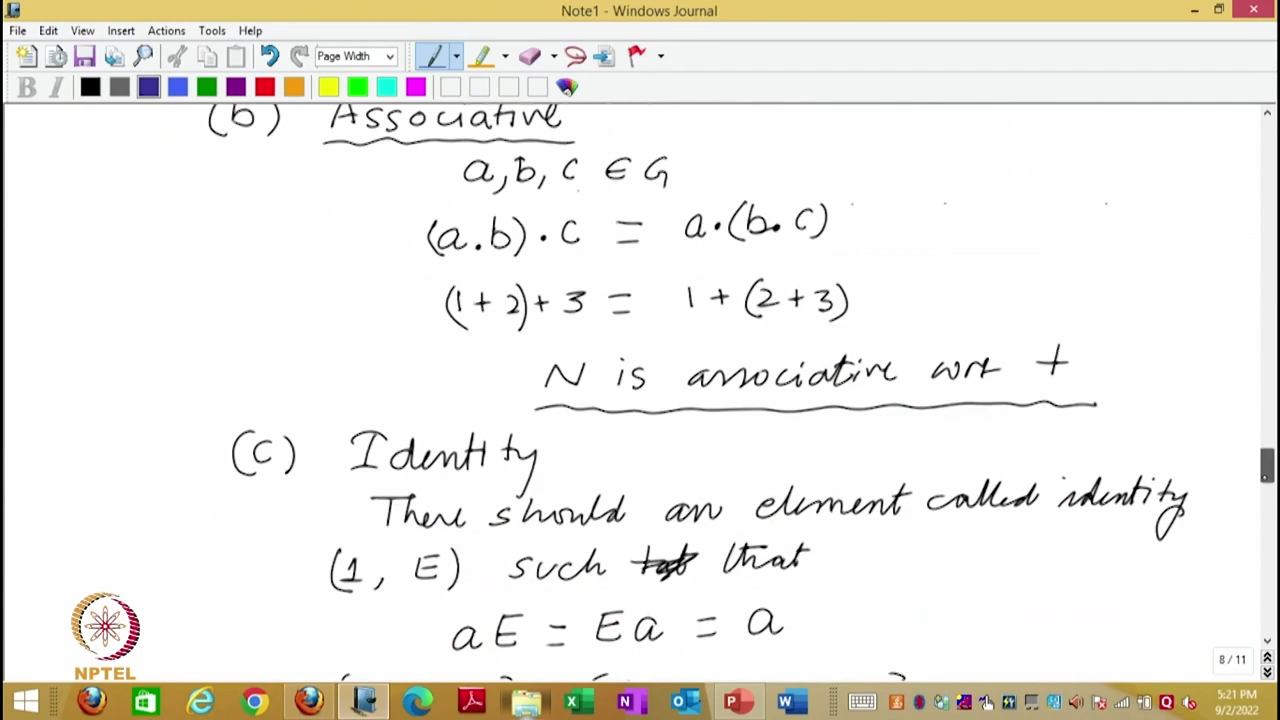 Note1 - Windows Journal
File Edit View Insert Actions Tools Help
Page Width
B I
(b) Associative
a, b, c ∈ G
(a.b) . c = a.(b.c)
(1+2)+3 = 1+(2+3)
N is associative wrt +
(c) Identity
There should an element called identity
(1, E) such that
aE = Ea = a
NPTEL
8 / 11
5:21 PM
9/2/2022